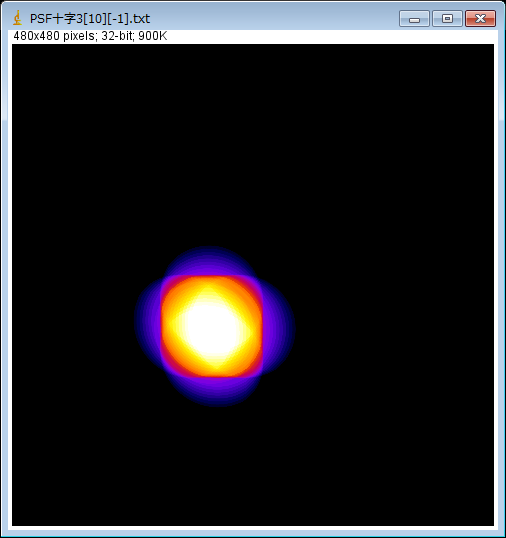 PSF十字3[10][-1].txt
480x480 pixels; 32-bit; 900K